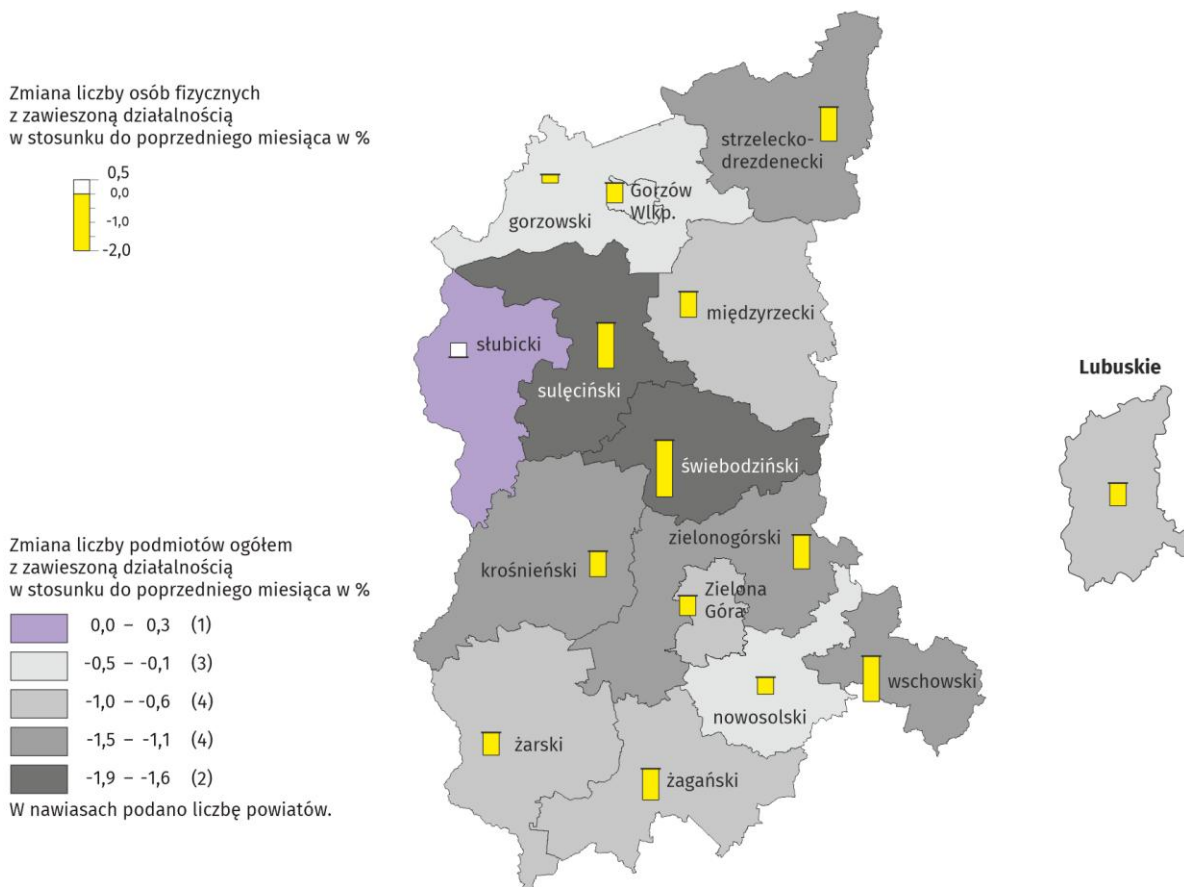 Zmiana liczby osób fizycznych
z zawieszoną działalnością
w stosunku do poprzedniego miesiąca w %
0,5
0,0
-1,0
-2,0
strzelecko-
drezdenecki
Gorzów
Wlkp.
gorzowski
międzyrzecki
słubicki
sulęciński
świebodziński
Lubuskie
zielonogórski
krośnieński
Zielona
Góra
wschowski
nowosolski
żarski
żagański
Zmiana liczby podmiotów ogółem
z zawieszoną działalnością
w stosunku do poprzedniego miesiąca w %
0,0 – 0,3 (1)
-0,5 – -0,1 (3)
-1,0 – -0,6 (4)
-1,5 – -1,1 (4)
-1,9 – -1,6 (2)
W nawiasach podano liczbę powiatów.